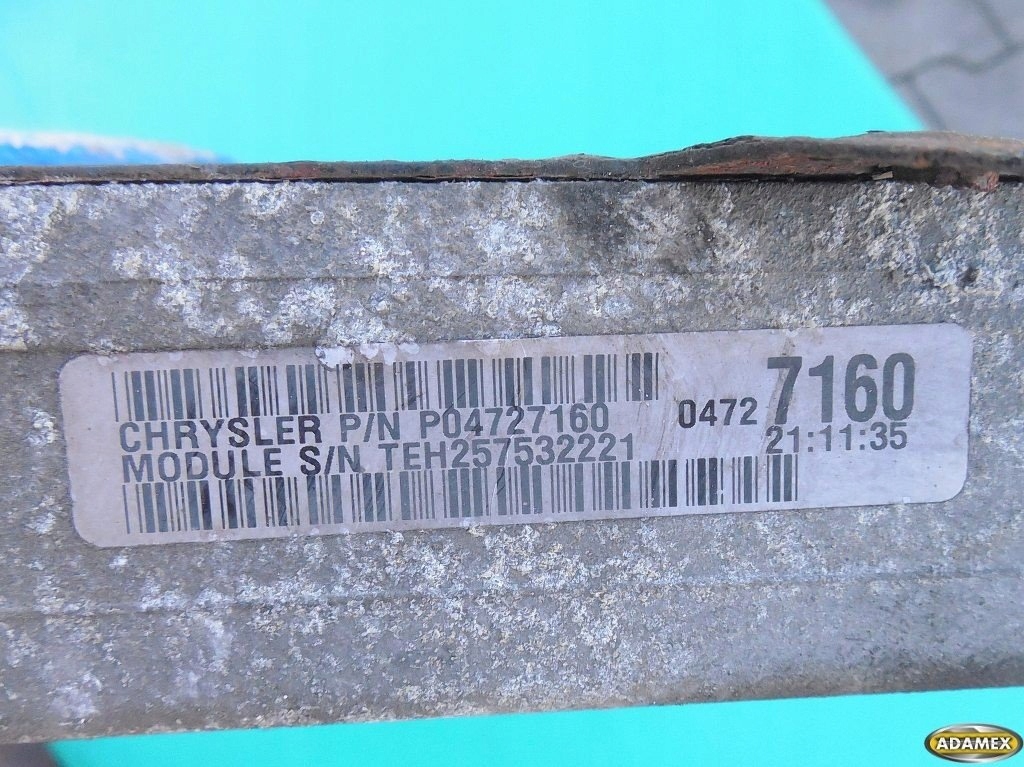 CHRYSLER P/N P04727160
0472 7160
MODULE S/N TEH257532221
21:11:35
ADAMEX